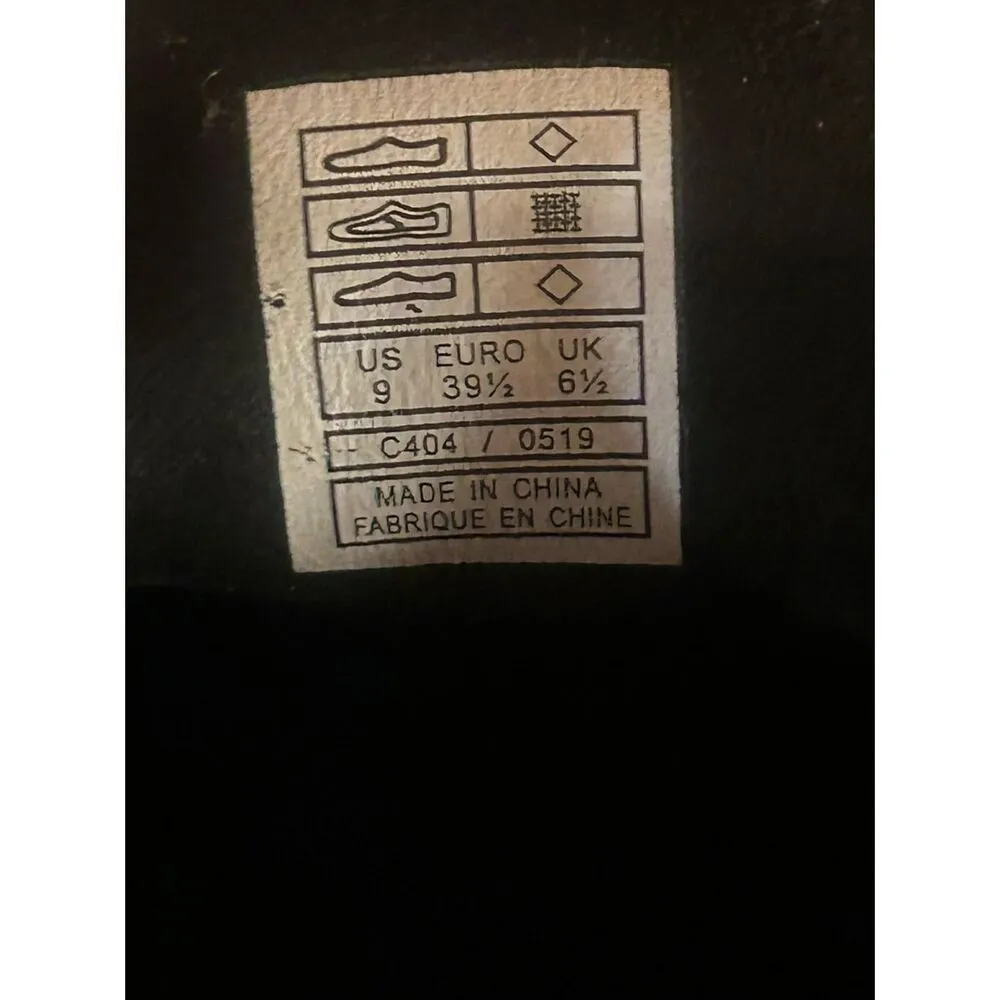 US EURO UK
9 39½ 6½
C404 / 0519
MADE IN CHINA
FABRIQUE EN CHINE